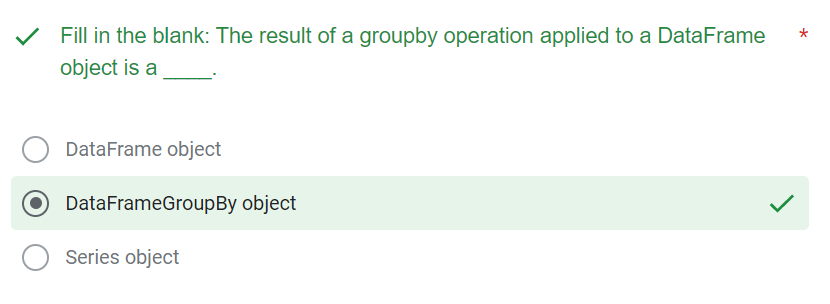 Fill in the blank: The result of a groupby operation applied to a DataFrame *
object is a ____.
DataFrame object
DataFrameGroupBy object
Series object